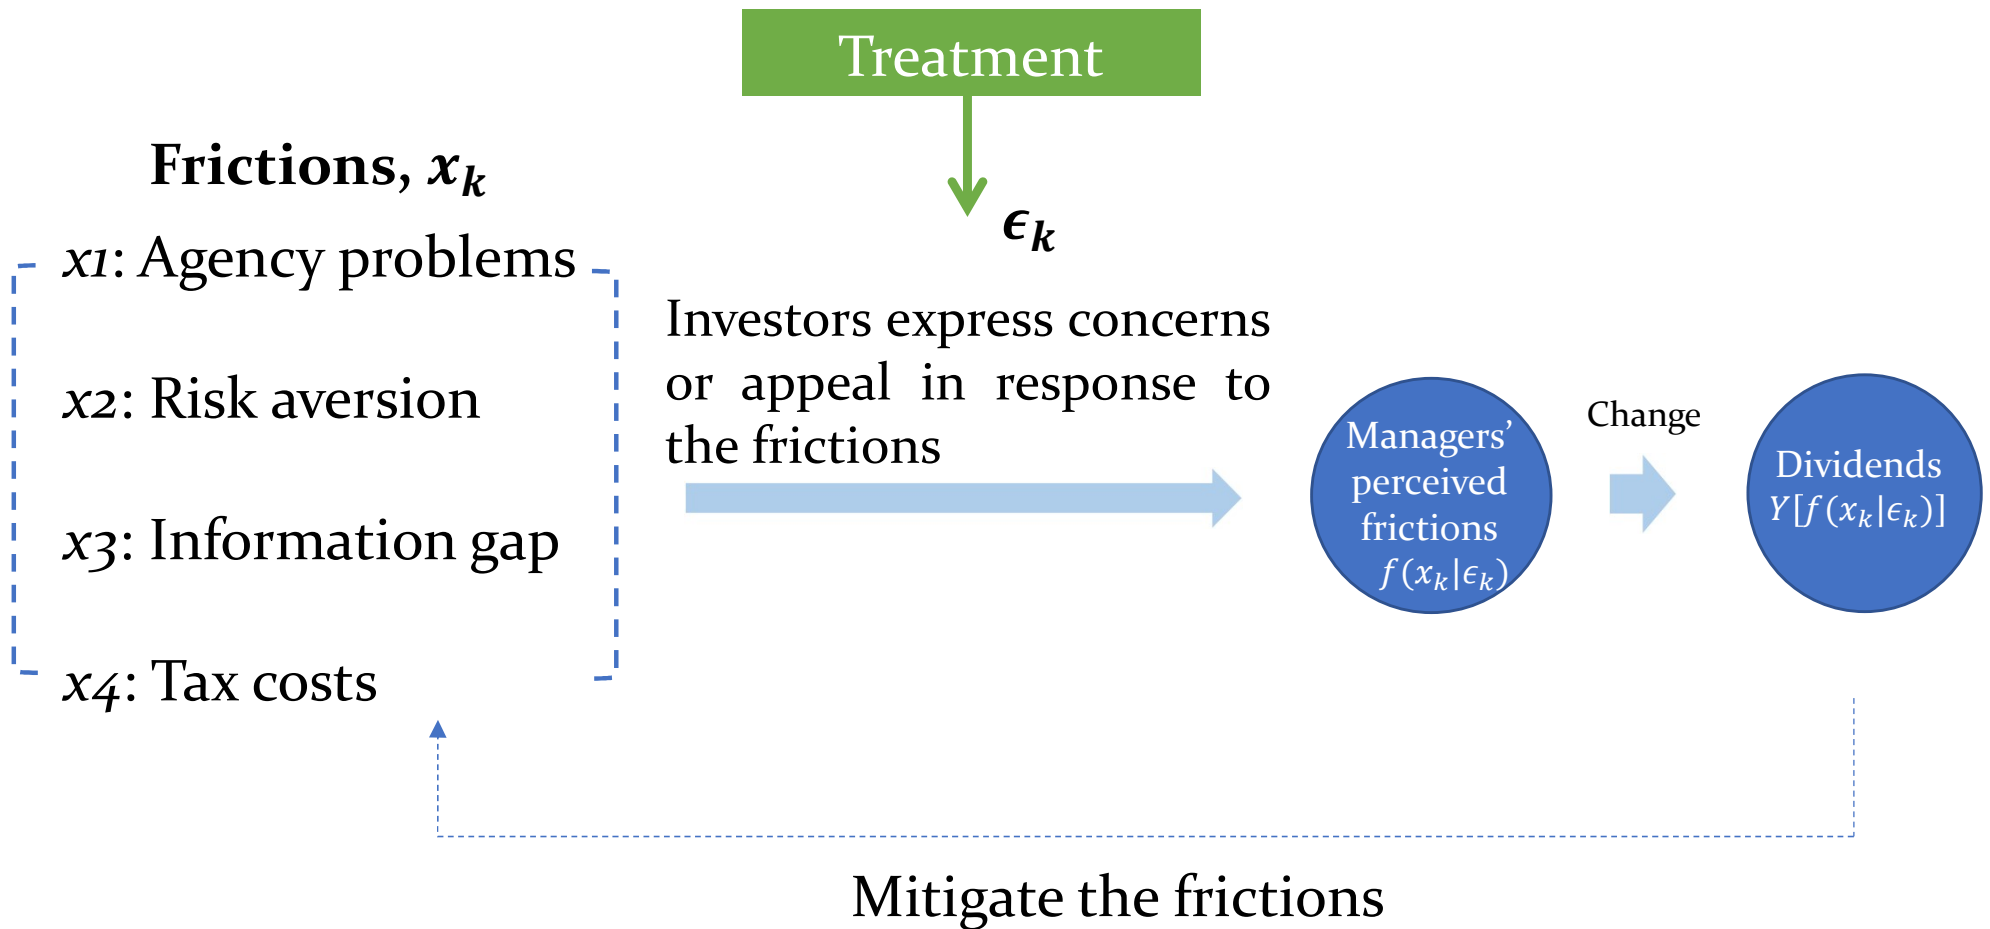 Treatment
Frictions, xₖ
ϵₖ
x1: Agency problems
x2: Risk aversion
x3: Information gap
x4: Tax costs
Investors express concerns
or appeal in response to
the frictions
Managers’
perceived
frictions
f(xₖ|ϵₖ)
Change
Dividends
Y[f(xₖ|ϵₖ)]
Mitigate the frictions